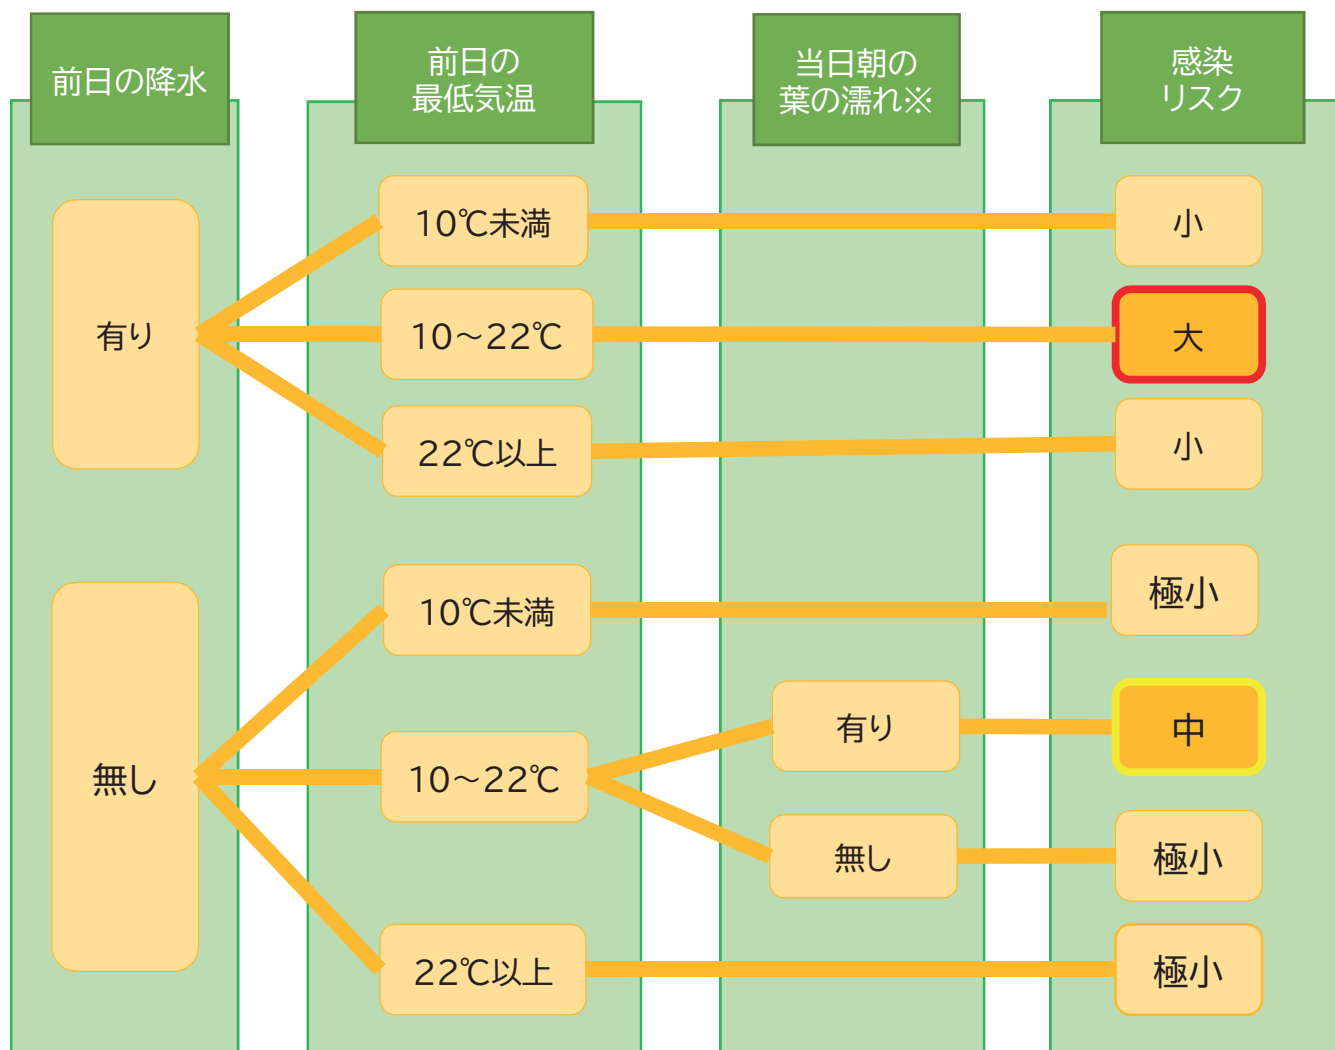 前日の降水
前日の
最低気温
当日朝の
葉の濡れ※
感染
リスク
有り
10℃未満
小
10～22℃
大
22℃以上
小
無し
10℃未満
極小
10～22℃
有り
中
無し
極小
22℃以上
極小